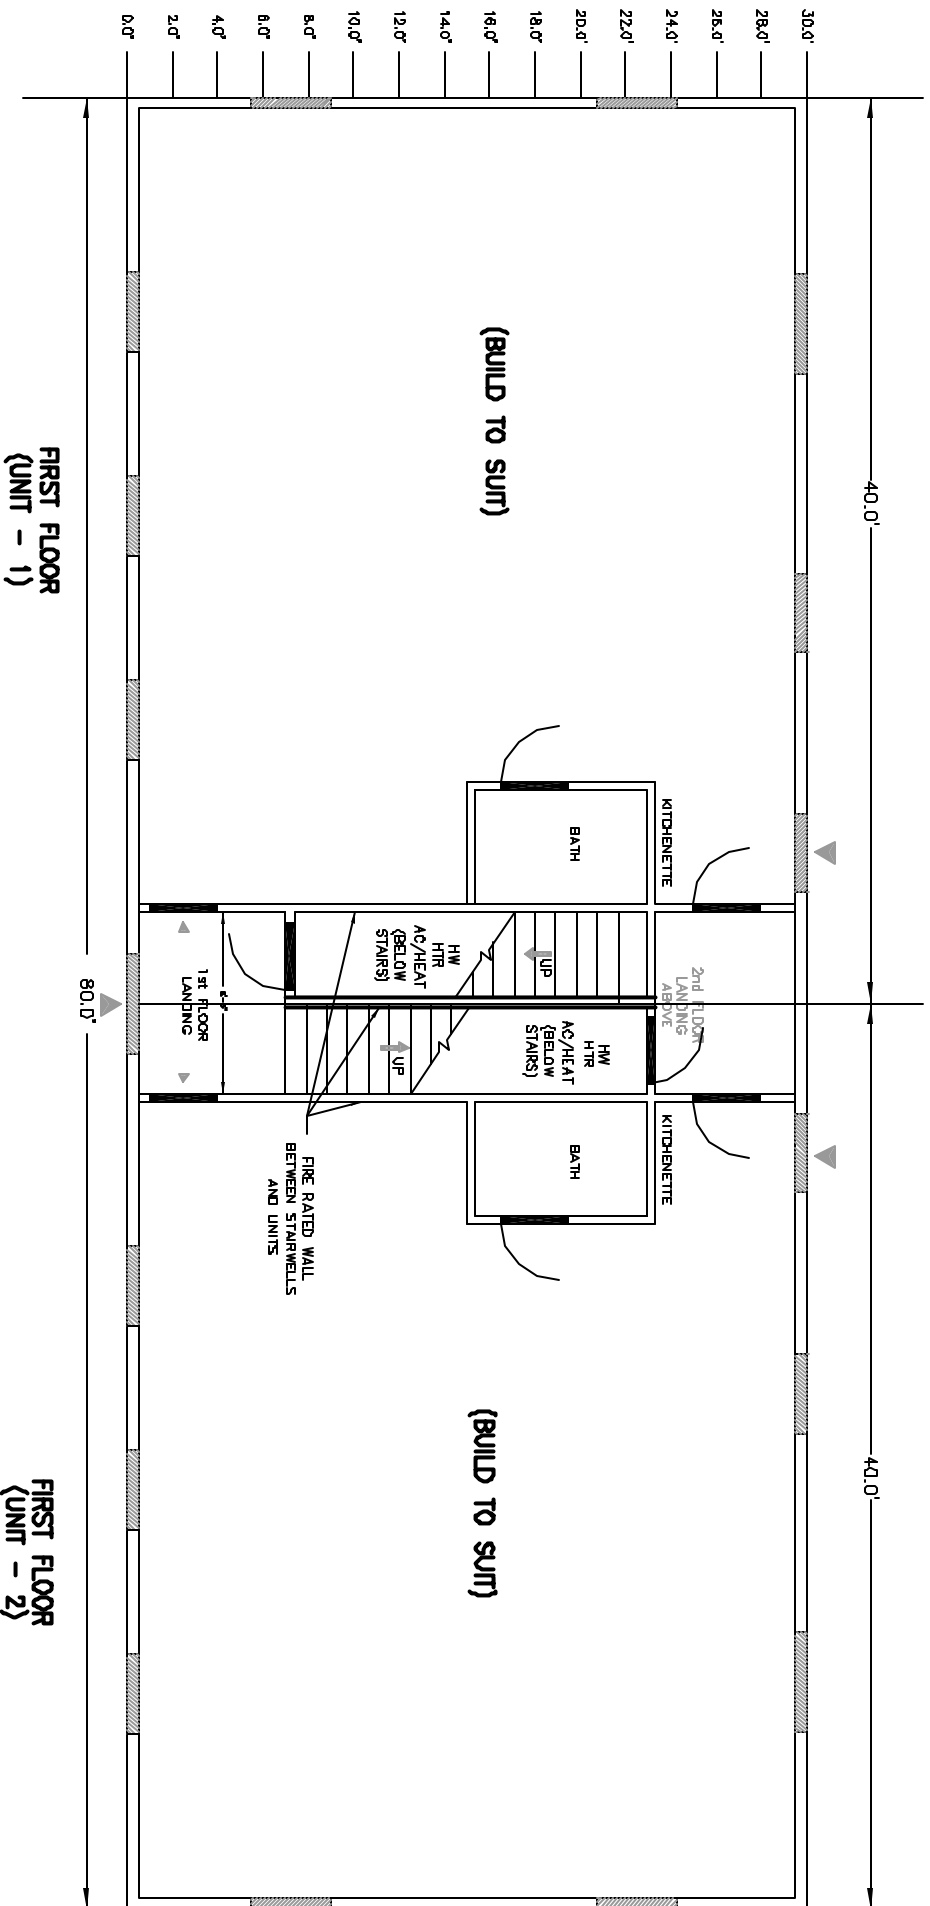 30.0'
28.0'
26.0'
24.0'
22.0'
20.0'
18.0'
16.0"
14.0"
12.0"
10.0"
8.0"
6.0"
4.0"
2.0"
0.0"
40.0'
40.0'
(BUILD TO SUIT)
KITCHENETTE
BATH
2nd FLOOR
LANDING
ABOVE
UP
HW
HTR
AC/HEAT
(BELOW
STAIRS)
HW
HTR
AC/HEAT
(BELOW
STAIRS)
UP
1st FLOOR
LANDING
KITCHENETTE
BATH
FIRE RATED WALL
BETWEEN STAIRWELLS
AND UNITS
(BUILD TO SUIT)
80.0"
FIRST FLOOR
(UNIT - 1)
FIRST FLOOR
(UNIT - 2)